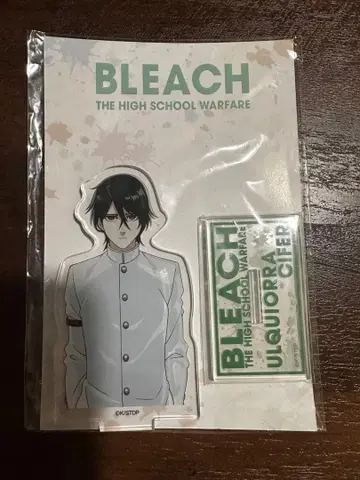 BLEACH
THE HIGH SCHOOL WARFARE
BLEACH
THE HIGH SCHOOL WARFARE
ULQUIORRA
CIFER